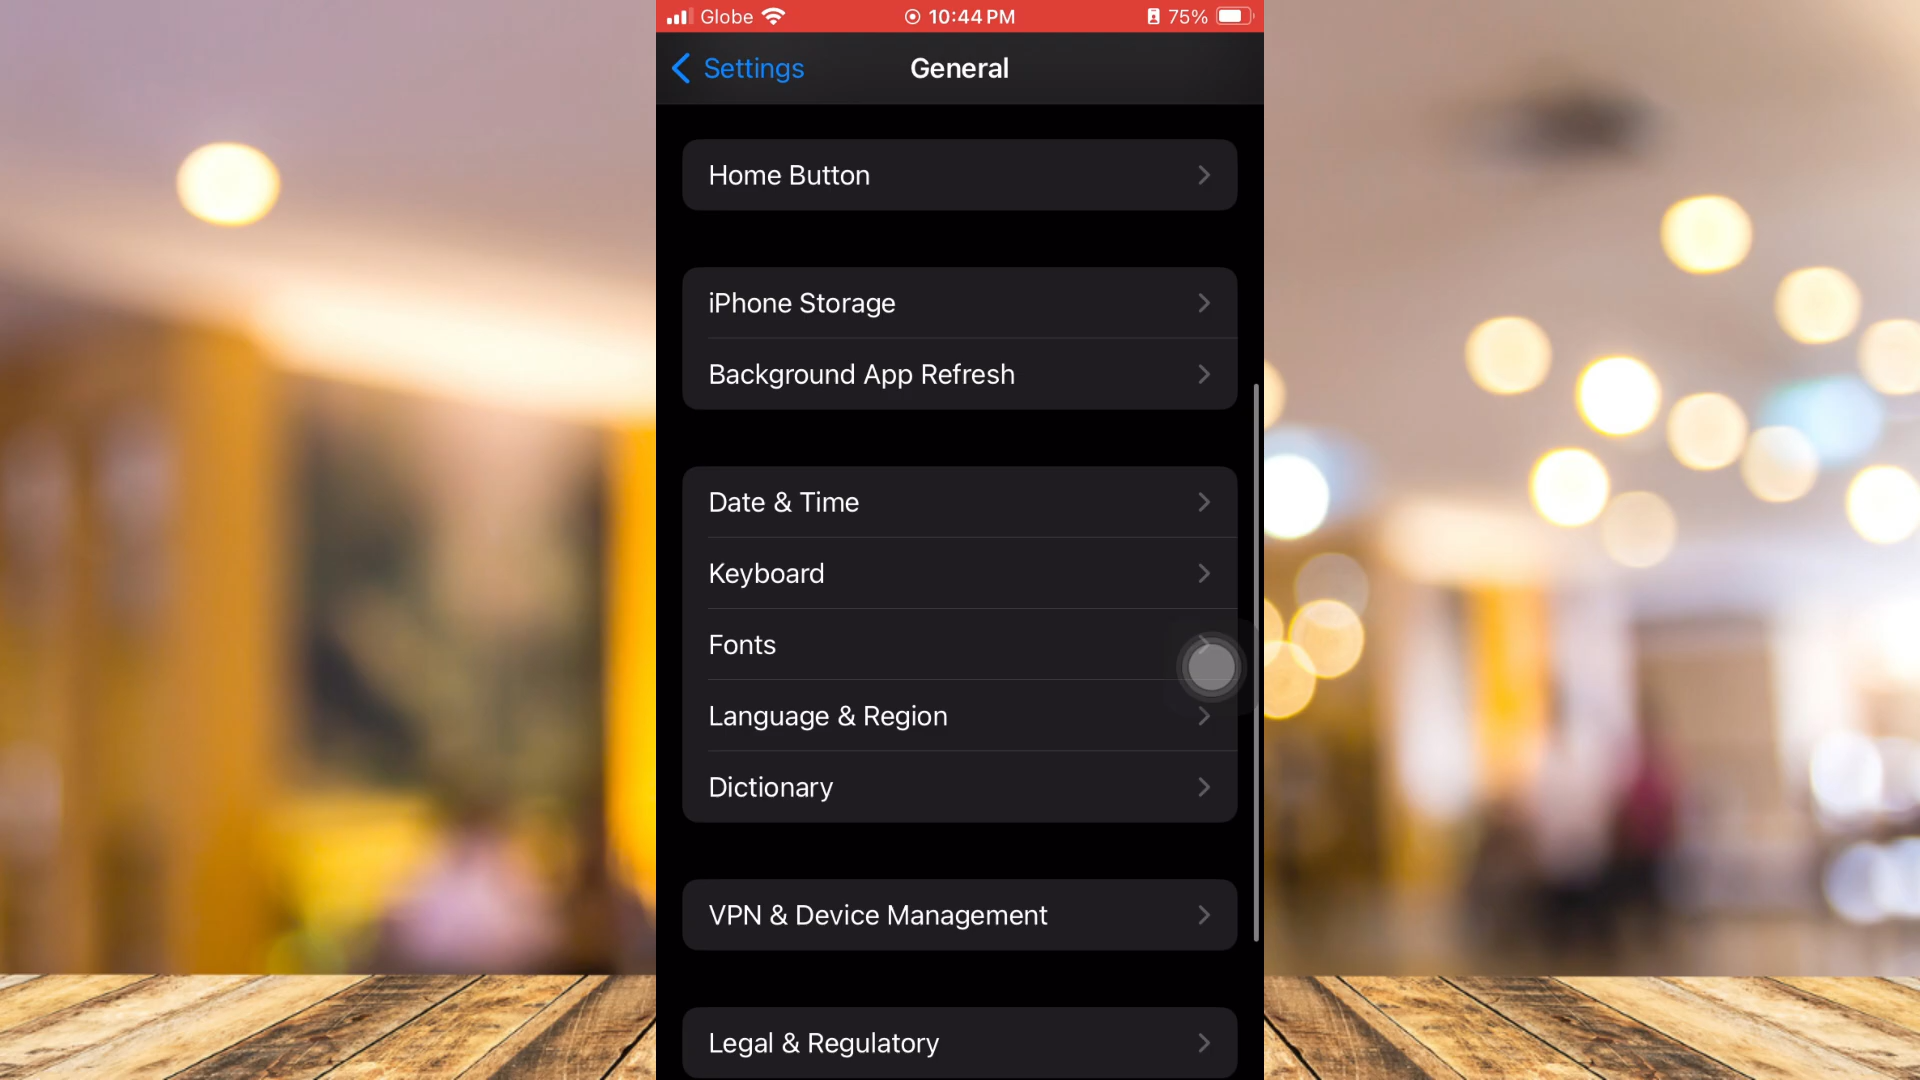 Globe 10:44 PM 75%
Settings General
Home Button
iPhone Storage
Background App Refresh
Date & Time
Keyboard
Fonts
Language & Region
Dictionary
VPN & Device Management
Legal & Regulatory